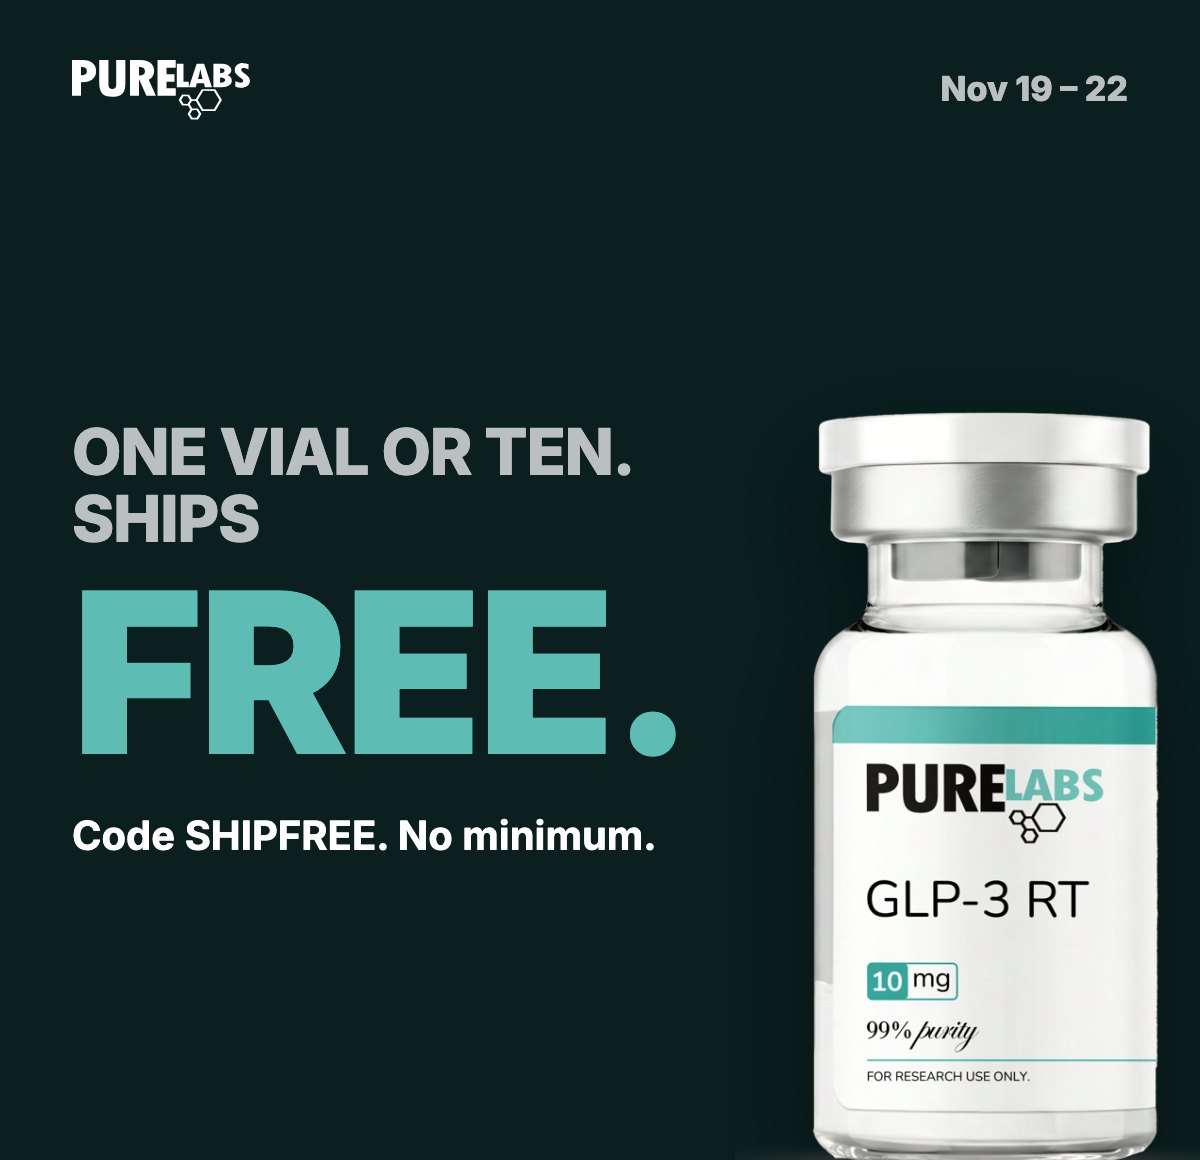 PURELABS
Nov 19 – 22
ONE VIAL OR TEN.
SHIPS
FREE.
Code SHIPFREE. No minimum.
PURELABS
GLP-3 RT
10 mg
99% purity
FOR RESEARCH USE ONLY.